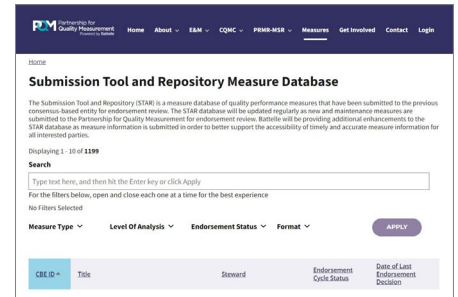 PQM Partnership for
Quality Measurement
Powered by Battelle
Home About E&M CQMC PRMR-MSR Measures Get Involved Contact Login
Home
Submission Tool and Repository Measure Database
The Submission Tool and Repository (STAR) is a measure database of quality performance measures that have been submitted to the previous
consensus-based entity for endorsement review. The STAR database will be updated regularly as new and maintenance measures are
submitted to the Partnership for Quality Measurement for endorsement review. Battelle will be providing additional enhancements to the
STAR database as measure information is submitted in order to better support the accessibility of timely and accurate measure information for
all interested parties.
Displaying 1 - 10 of 1199
Search
Type text here, and then hit the Enter key or click Apply
For the filters below, open and close each one at a time for the best experience
No Filters Selected
Measure Type Level Of Analysis Endorsement Status Format APPLY
CBE ID Title Steward Endorsement Cycle Status Date of Last Endorsement Decision